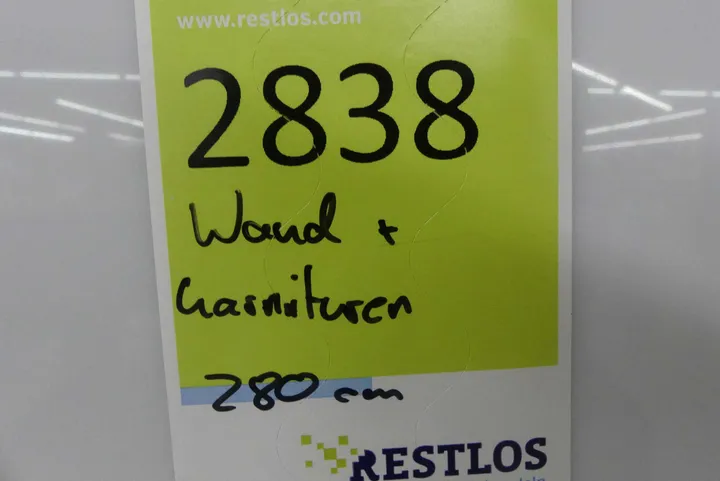 www.restlos.com
2838
Wand +
Garnituren
280 cm
RESTLOS